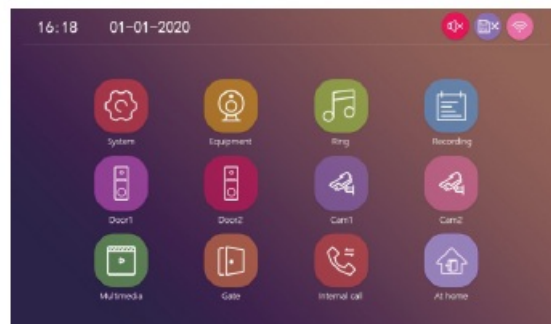 16:18 01-01-2020
System Equipment Ring Recording
Door1 Door2 Cam1 Cam2
Multimedia Gate Internal call At home